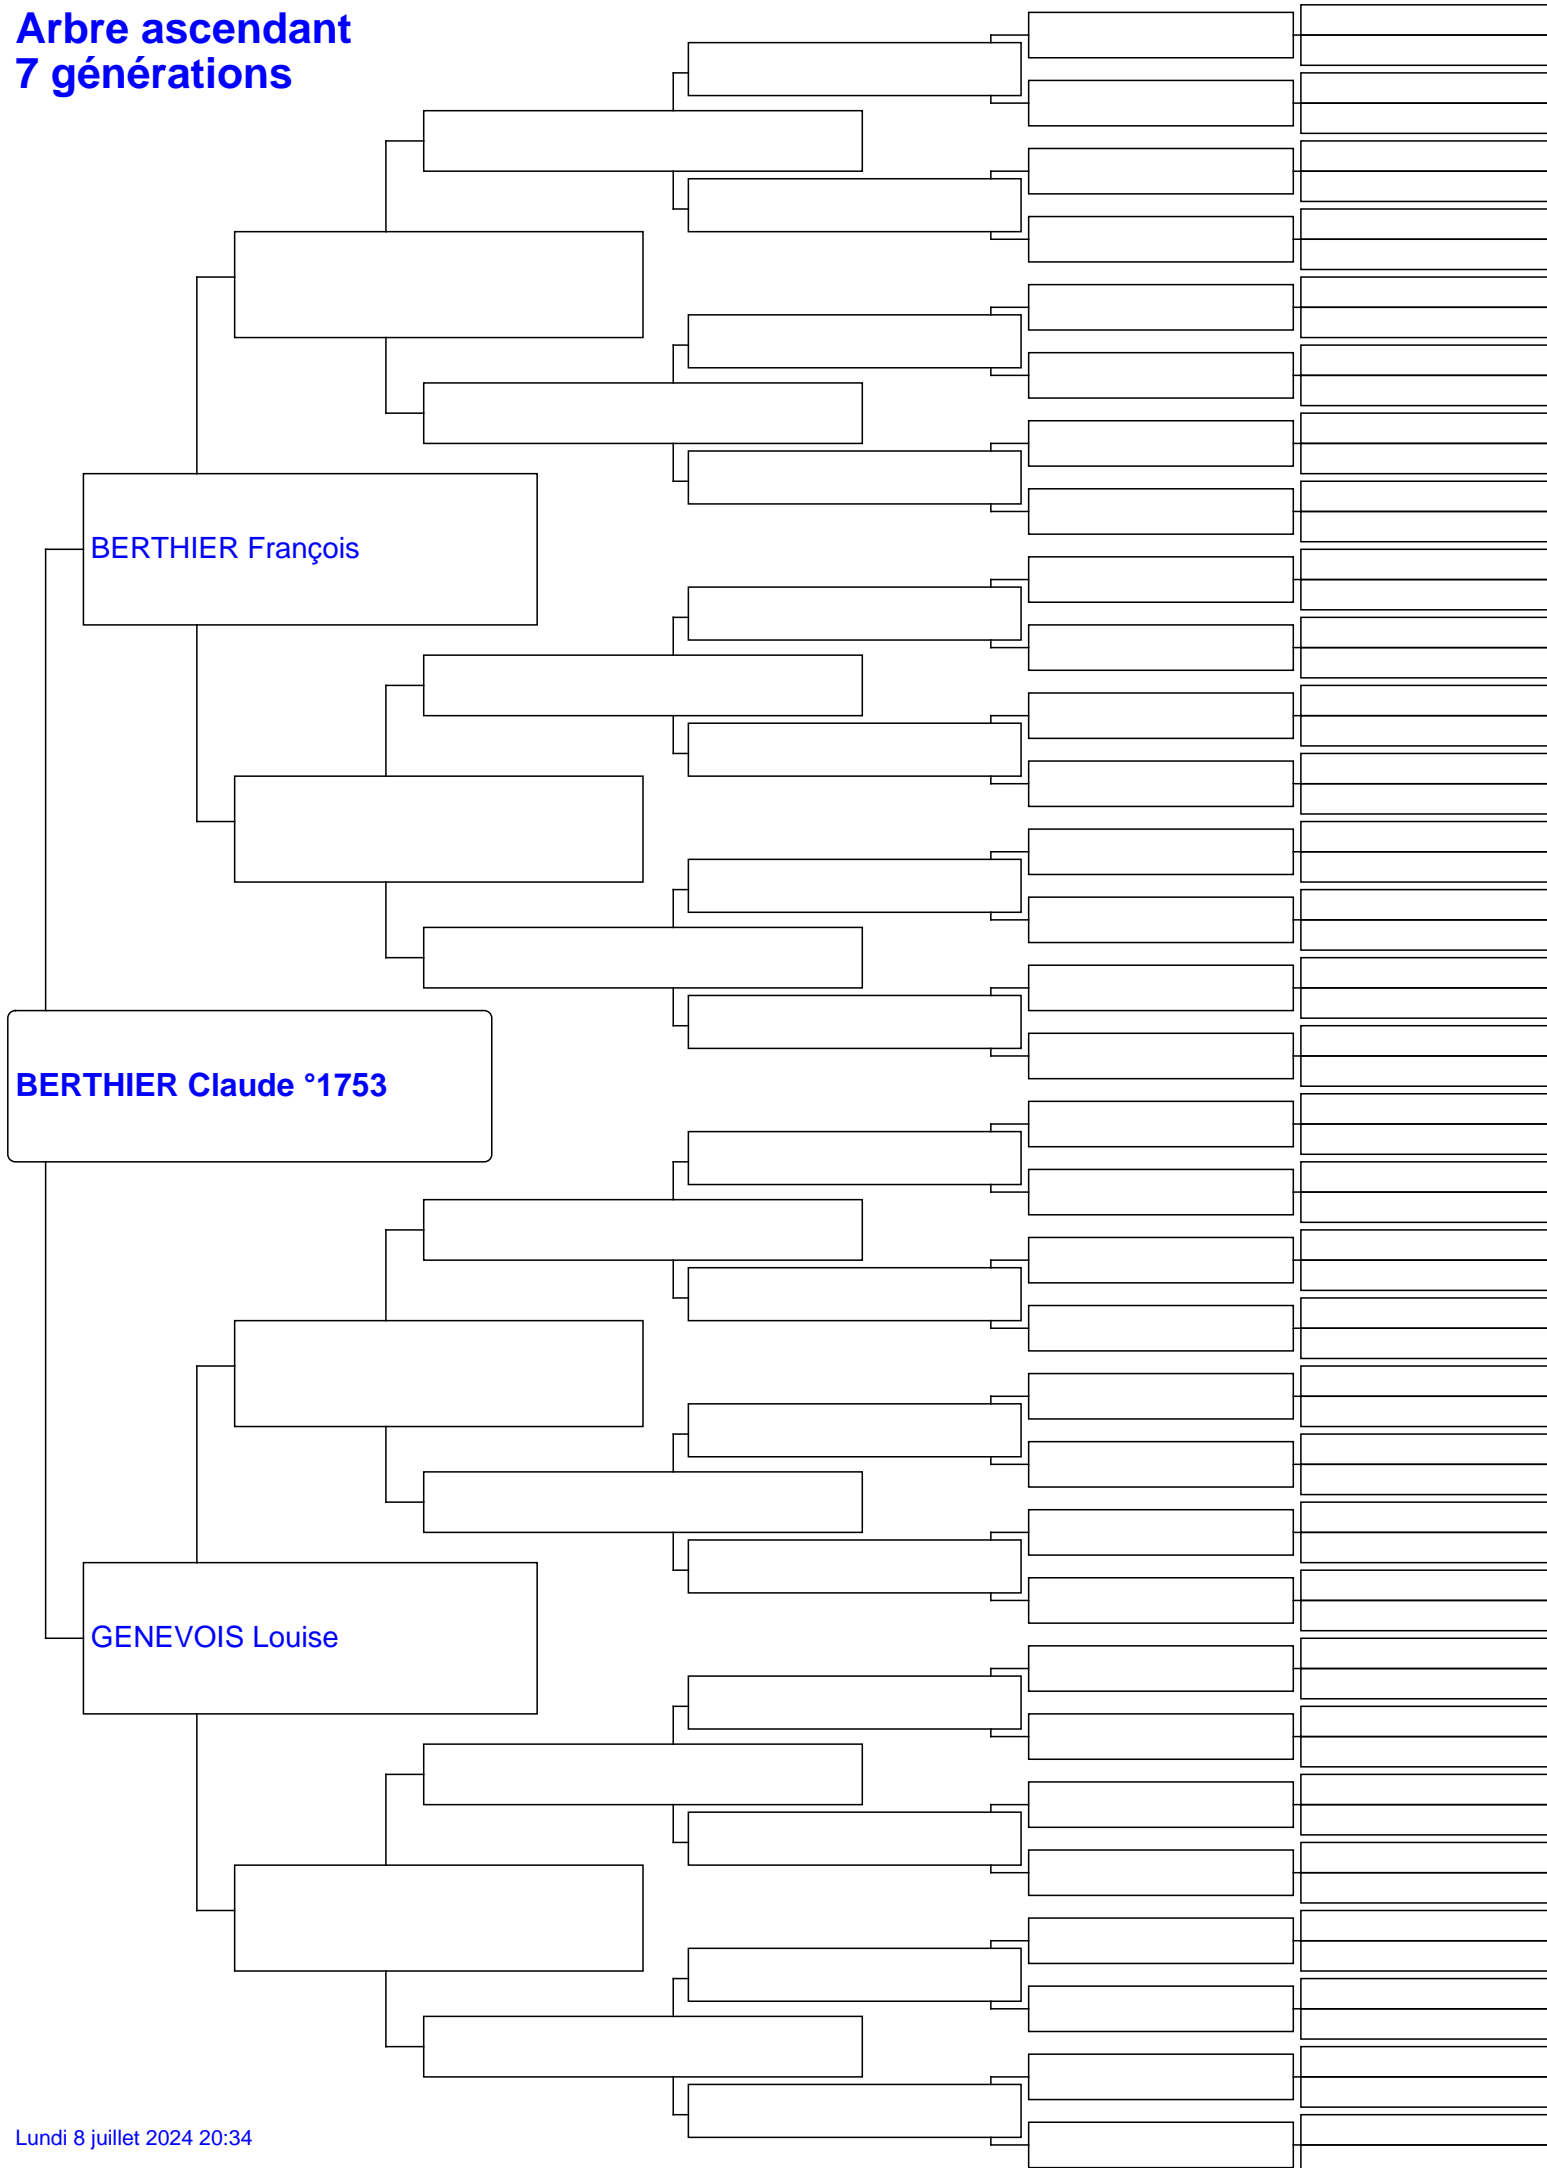 Arbre ascendant
7 générations
BERTHIER François
BERTHIER Claude °1753
GENEVOIS Louise
Lundi 8 juillet 2024 20:34